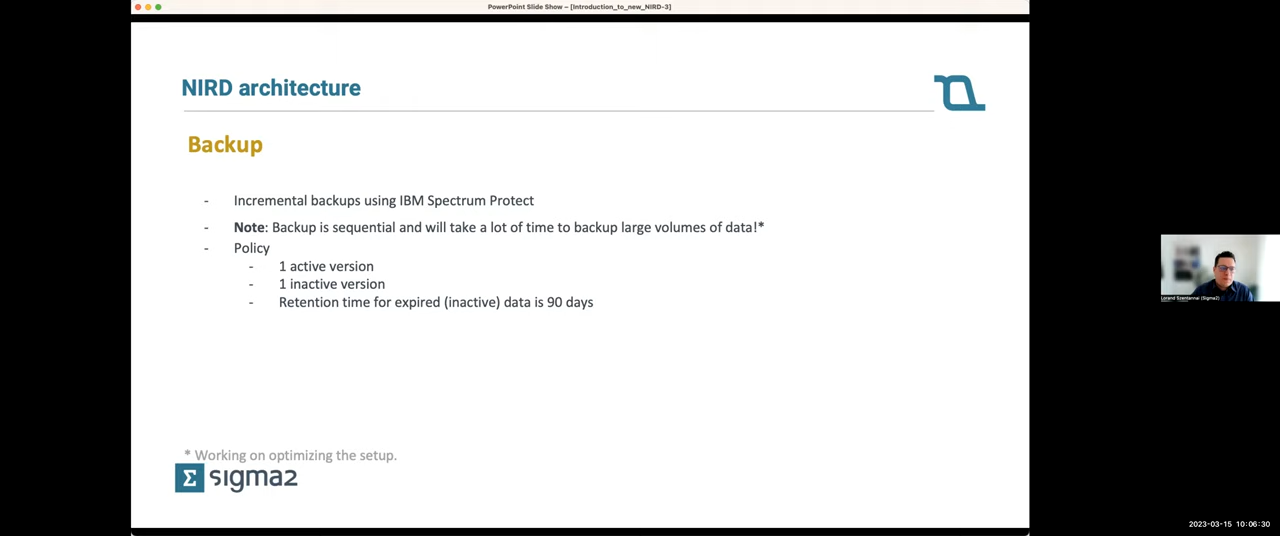 PowerPoint Slide Show – [Introduction_to_new_NIRD-3]
NIRD architecture
Backup
- Incremental backups using IBM Spectrum Protect
- Note: Backup is sequential and will take a lot of time to backup large volumes of data!*
- Policy
- 1 active version
- 1 inactive version
- Retention time for expired (inactive) data is 90 days
* Working on optimizing the setup.
Σ sigma2
Lorand Szentannai (Sigma2)
2023-03-15 10:06:30